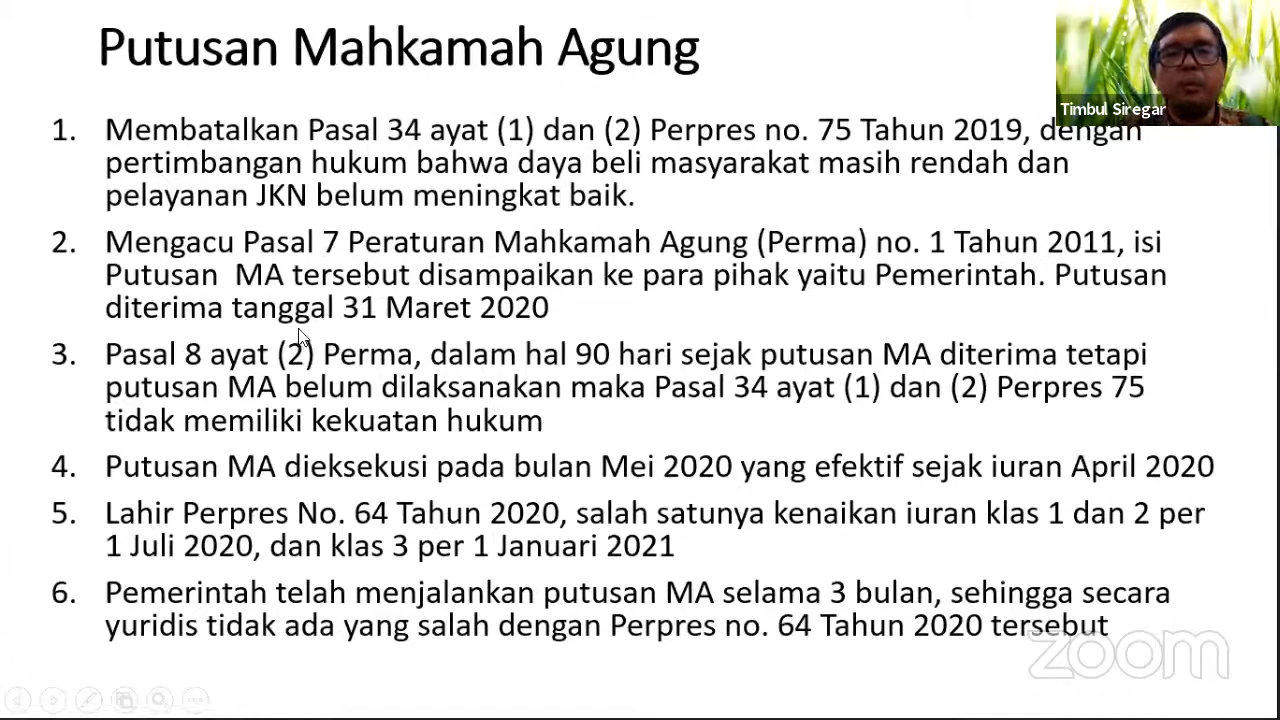 Putusan Mahkamah Agung
Timbul Siregar
1. Membatalkan Pasal 34 ayat (1) dan (2) Perpres no. 75 Tahun 2019, dengan
pertimbangan hukum bahwa daya beli masyarakat masih rendah dan
pelayanan JKN belum meningkat baik.
2. Mengacu Pasal 7 Peraturan Mahkamah Agung (Perma) no. 1 Tahun 2011, isi
Putusan  MA tersebut disampaikan ke para pihak yaitu Pemerintah. Putusan
diterima tanggal 31 Maret 2020
3. Pasal 8 ayat (2) Perma, dalam hal 90 hari sejak putusan MA diterima tetapi
putusan MA belum dilaksanakan maka Pasal 34 ayat (1) dan (2) Perpres 75
tidak memiliki kekuatan hukum
4. Putusan MA dieksekusi pada bulan Mei 2020 yang efektif sejak iuran April 2020
5. Lahir Perpres No. 64 Tahun 2020, salah satunya kenaikan iuran klas 1 dan 2 per
1 Juli 2020, dan klas 3 per 1 Januari 2021
6. Pemerintah telah menjalankan putusan MA selama 3 bulan, sehingga secara
yuridis tidak ada yang salah dengan Perpres no. 64 Tahun 2020 tersebut
zoom